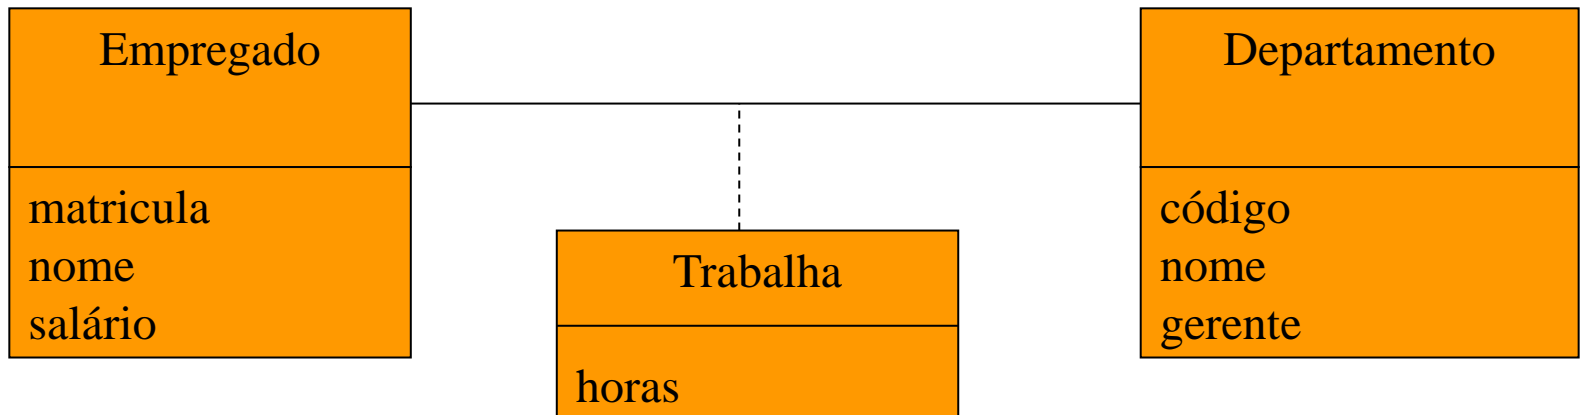 Empregado
matricula
nome
salário
Trabalha
horas
Departamento
código
nome
gerente